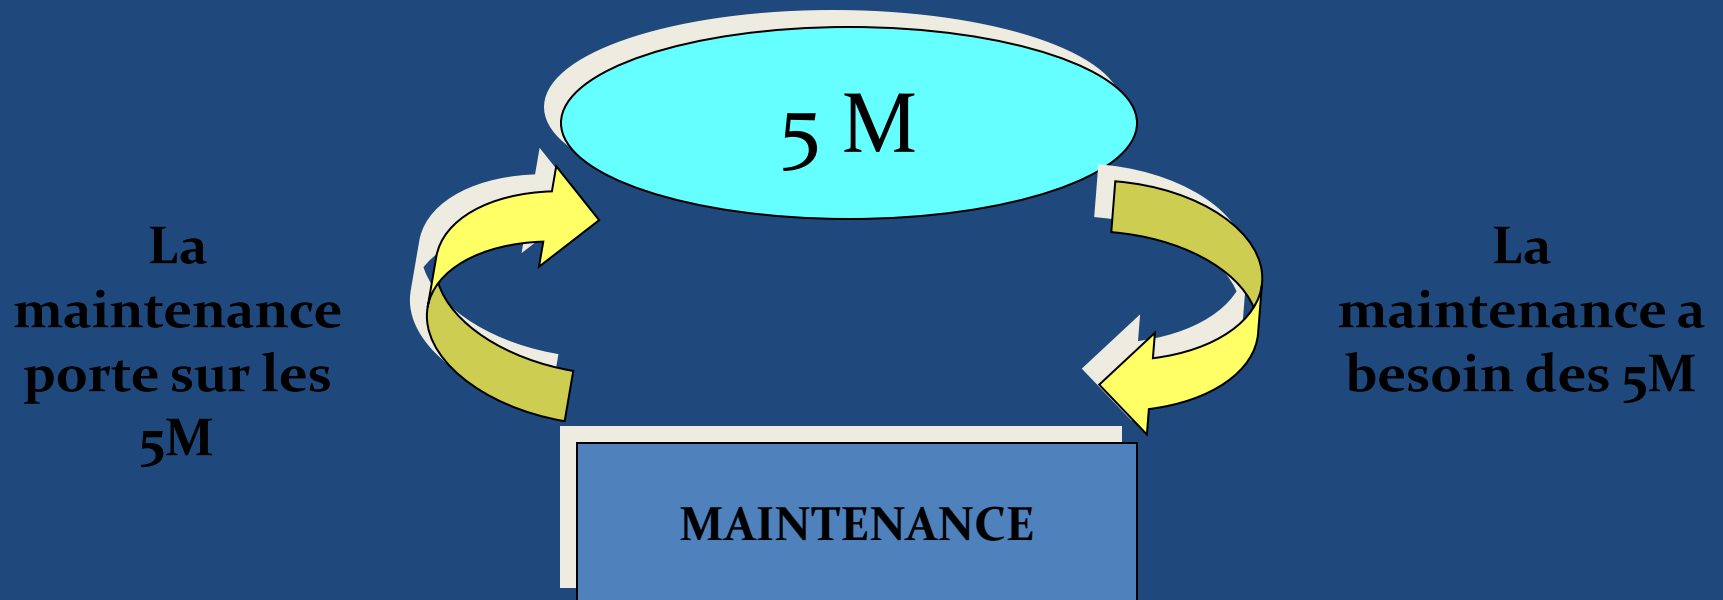 5 M
La
maintenance
porte sur les
5M
La
maintenance a
besoin des 5M
MAINTENANCE